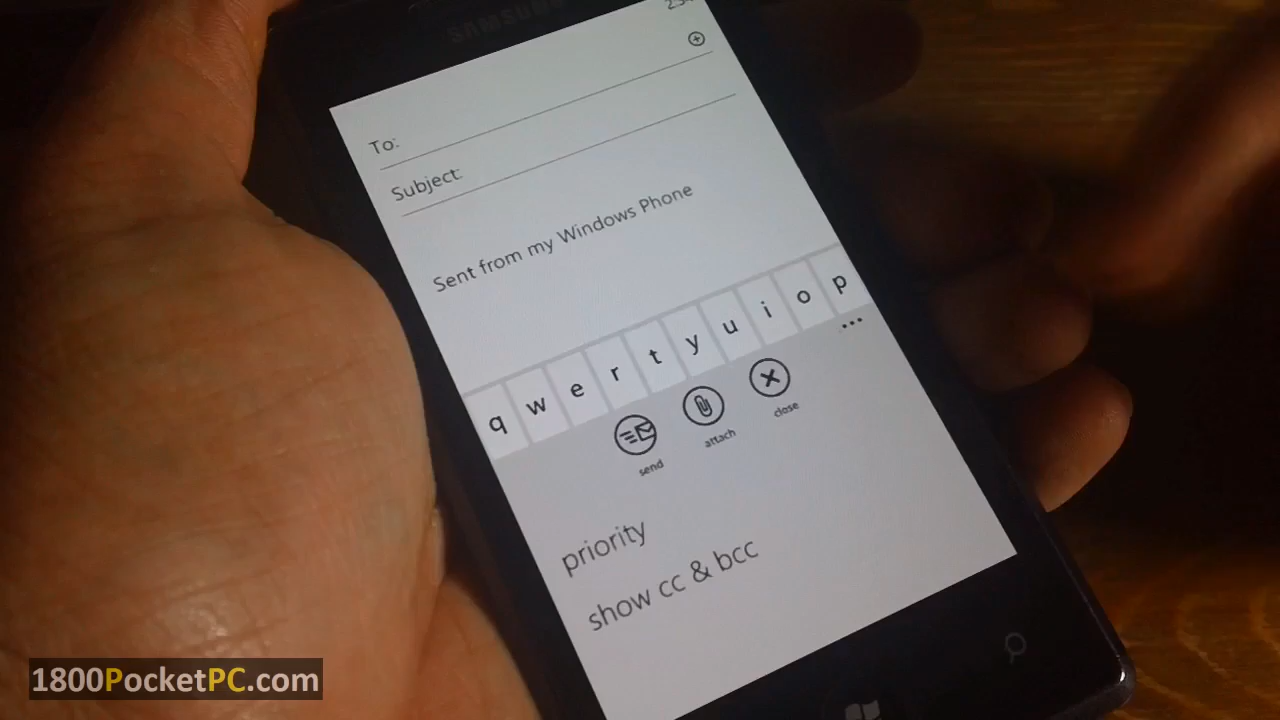 SAMSUNG
To:
Subject:
Sent from my Windows Phone
q w e r t y u i o p
send attach close
priority
show cc & bcc
1800PocketPC.com